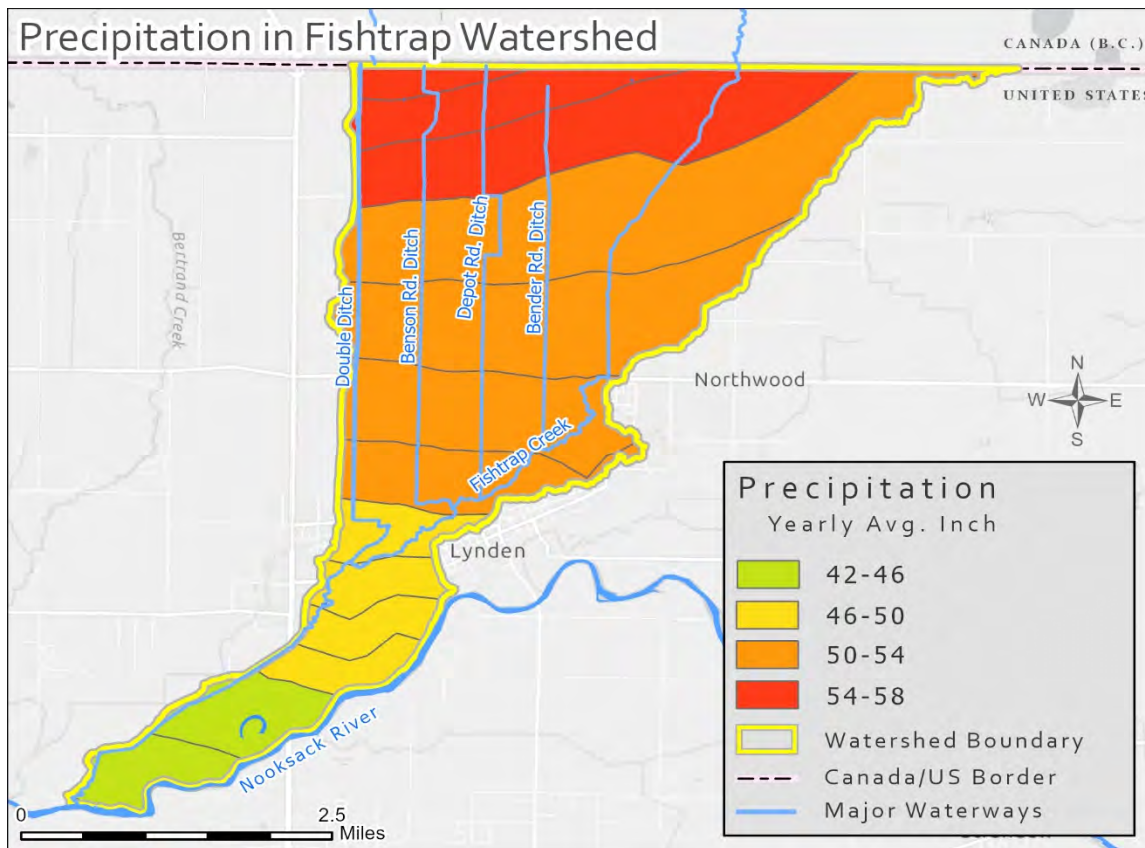 Precipitation in Fishtrap Watershed
CANADA (B.C.)
UNITED STATES
Bertrand Creek
Double Ditch
Benson Rd. Ditch
Depot Rd. Ditch
Bender Rd. Ditch
Northwood
N
W
E
S
Fishtrap Creek
Lynden
Nooksack River
Precipitation
Yearly Avg. Inch
42-46
46-50
50-54
54-58
Watershed Boundary
Canada/US Border
Major Waterways
0
2.5
Miles